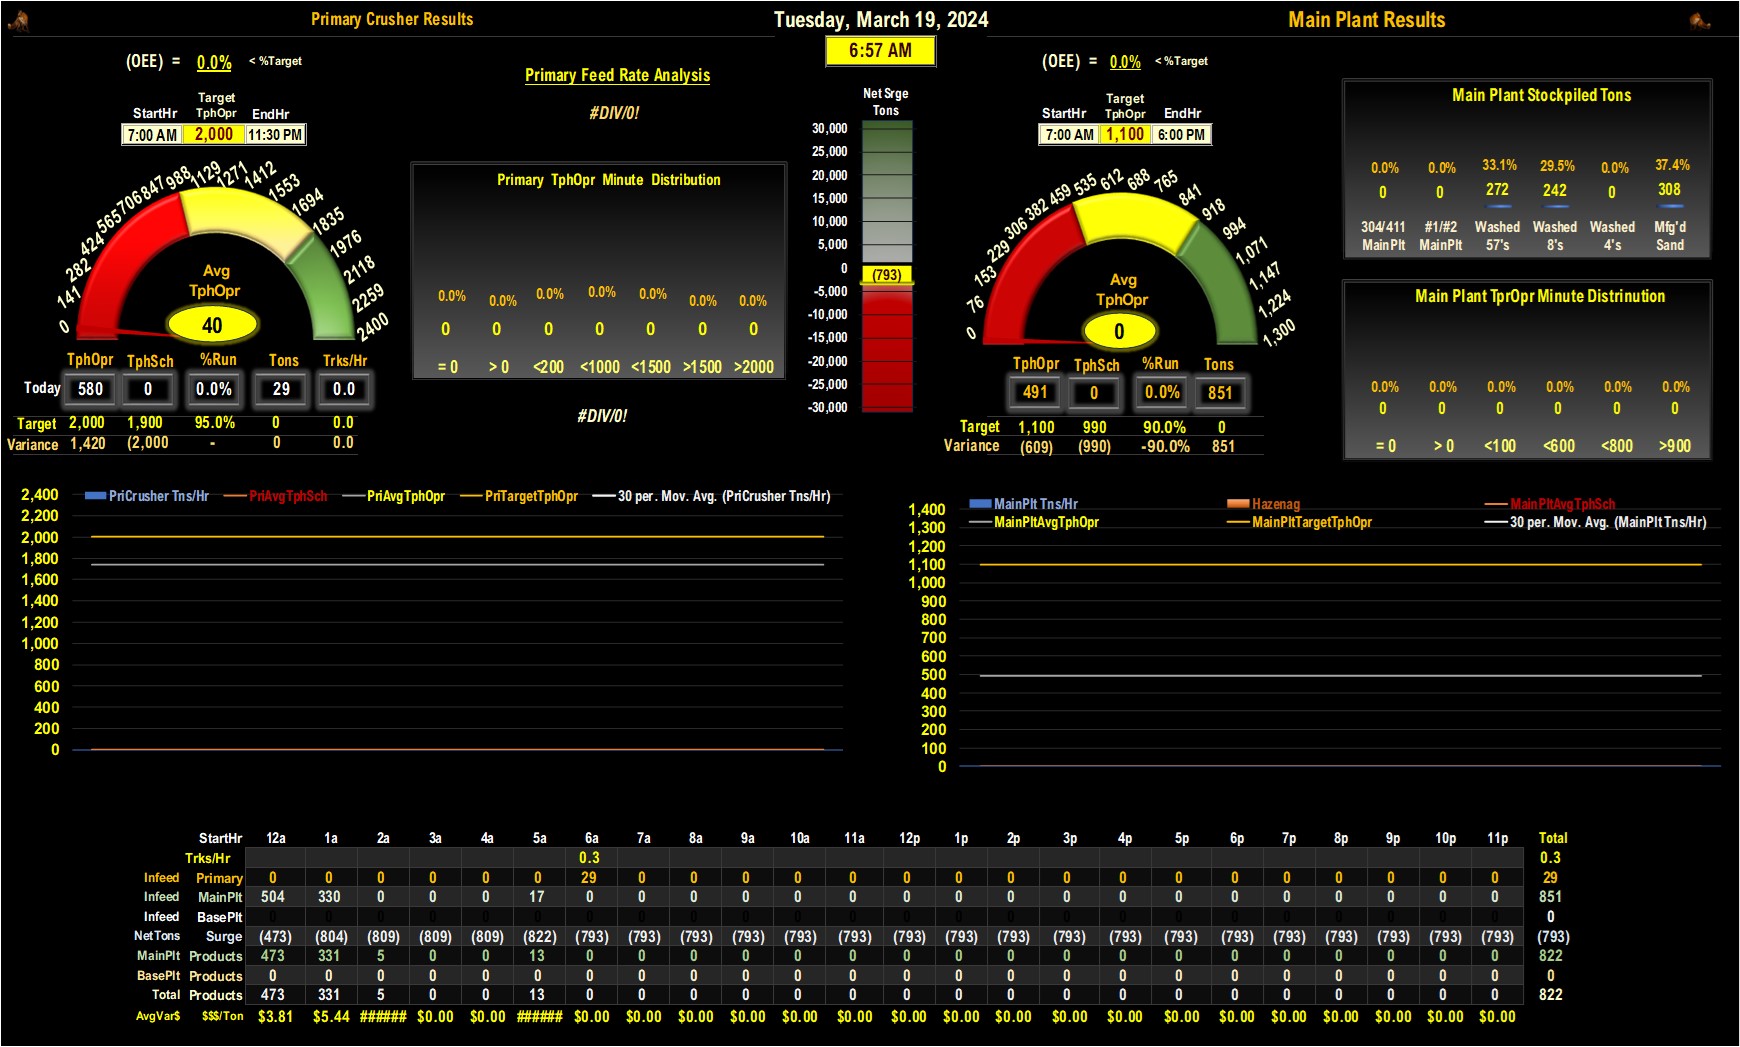 Primary Crusher Results
Tuesday, March 19, 2024
Main Plant Results
6:57 AM
(OEE) = 0.0% < %Target
Primary Feed Rate Analysis
#DIV/0!
StartHr Target TphOpr EndHr
7:00 AM 2,000 11:30 PM
0 141 282 424 565 706 847 988 1129 1271 1412 1553 1694 1835 1976 2118 2259 2400
Avg
TphOpr
40
TphOpr TphSch %Run Tons Trks/Hr
Today 580 0 0.0% 29 0.0
Target 2,000 1,900 95.0% 0 0.0
Variance 1,420 (2,000 - 0 0.0
Primary TphOpr Minute Distribution
0.0% 0.0% 0.0% 0.0% 0.0% 0.0% 0.0%
0 0 0 0 0 0 0
= 0 > 0 <200 <1000 <1500 >1500 >2000
#DIV/0!
Net Srge
Tons
30,000
25,000
20,000
15,000
10,000
5,000
0
(793)
-5,000
-10,000
-15,000
-20,000
-25,000
-30,000
(OEE) = 0.0% < %Target
StartHr Target TphOpr EndHr
7:00 AM 1,100 6:00 PM
0 76 153 229 306 382 459 535 612 688 765 841 918 994 1,071 1,147 1,224 1,300
Avg
TphOpr
0
TphOpr TphSch %Run Tons
491 0 0.0% 851
Target 1,100 990 90.0% 0
Variance (609) (990) -90.0% 851
Main Plant Stockpiled Tons
0.0% 0.0% 33.1% 29.5% 0.0% 37.4%
0 0 272 242 0 308
304/411 #1/#2 Washed Washed Washed Mfg'd
MainPlt MainPlt 57's 8's 4's Sand
Main Plant TprOpr Minute Distrinution
0.0% 0.0% 0.0% 0.0% 0.0% 0.0%
0 0 0 0 0 0
= 0 > 0 <100 <600 <800 >900
PriCrusher Tns/Hr PriAvgTphSch PriAvgTphOpr PriTargetTphOpr 30 per. Mov. Avg. (PriCrusher Tns/Hr)
2,400
2,200
2,000
1,800
1,600
1,400
1,200
1,000
800
600
400
200
0
MainPlt Tns/Hr Hazenag MainPltAvgTphSch
MainPltAvgTphOpr MainPltTargetTphOpr 30 per. Mov. Avg. (MainPlt Tns/Hr)
1,400
1,300
1,200
1,100
1,000
900
800
700
600
500
400
300
200
100
0
StartHr 12a 1a 2a 3a 4a 5a 6a 7a 8a 9a 10a 11a 12p 1p 2p 3p 4p 5p 6p 7p 8p 9p 10p 11p Total
Trks/Hr 0.3 0.3
Infeed Primary 0 0 0 0 0 0 29 0 0 0 0 0 0 0 0 0 0 0 0 0 0 0 0 0 29
Infeed MainPlt 504 330 0 0 0 17 0 0 0 0 0 0 0 0 0 0 0 0 0 0 0 0 0 0 851
Infeed BasePlt 0 0 0 0 0 0 0 0 0 0 0 0 0 0 0 0 0 0 0 0 0 0 0 0 0
NetTons Surge (473) (804) (809) (809) (809) (822) (793) (793) (793) (793) (793) (793) (793) (793) (793) (793) (793) (793) (793) (793) (793) (793) (793) (793) (793)
MainPlt Products 473 331 5 0 0 13 0 0 0 0 0 0 0 0 0 0 0 0 0 0 0 0 0 0 822
BasePlt Products 0 0 0 0 0 0 0 0 0 0 0 0 0 0 0 0 0 0 0 0 0 0 0 0 0
Total Products 473 331 5 0 0 13 0 0 0 0 0 0 0 0 0 0 0 0 0 0 0 0 0 0 822
AvgVar$ $$$/Ton $3.81 $5.44 ###### $0.00 $0.00 ###### $0.00 $0.00 $0.00 $0.00 $0.00 $0.00 $0.00 $0.00 $0.00 $0.00 $0.00 $0.00 $0.00 $0.00 $0.00 $0.00 $0.00 $0.00